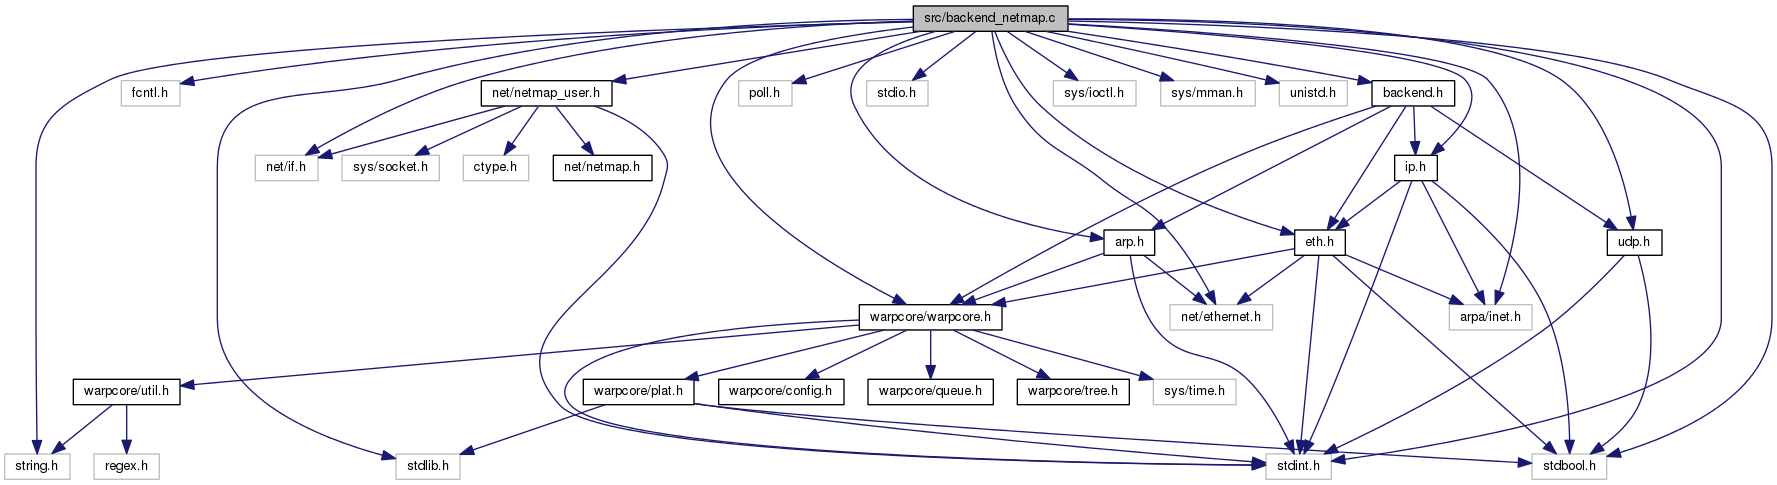 src/backend_netmap.c
fcntl.h
net/netmap_user.h
poll.h
stdio.h
sys/ioctl.h
sys/mman.h
unistd.h
backend.h
net/if.h
sys/socket.h
ctype.h
net/netmap.h
ip.h
arp.h
eth.h
udp.h
warpcore/warpcore.h
net/ethernet.h
arpa/inet.h
warpcore/util.h
warpcore/plat.h
warpcore/config.h
warpcore/queue.h
warpcore/tree.h
sys/time.h
string.h
regex.h
stdlib.h
stdint.h
stdbool.h